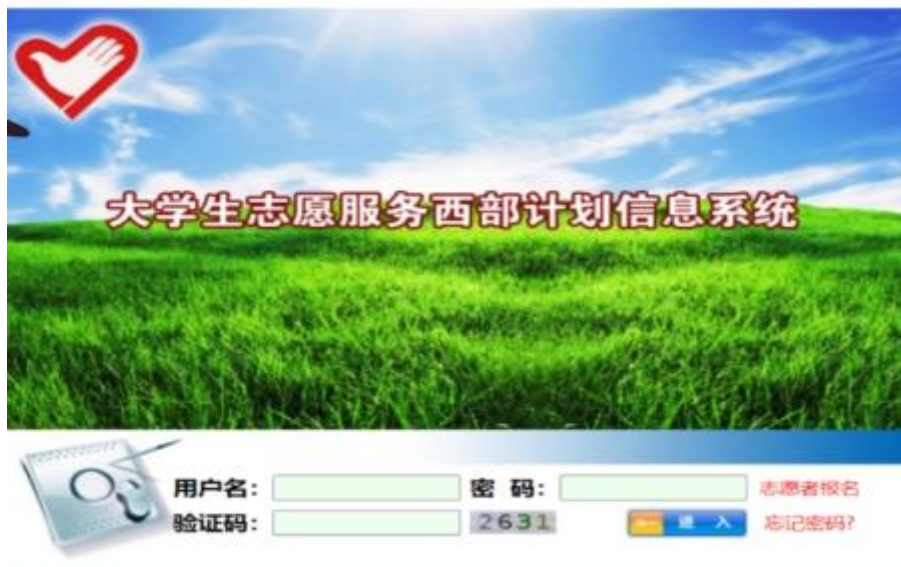 大学生志愿服务西部计划信息系统
用户名： 密 码： 志愿者报名
验证码： 2631 进 入 忘记密码?